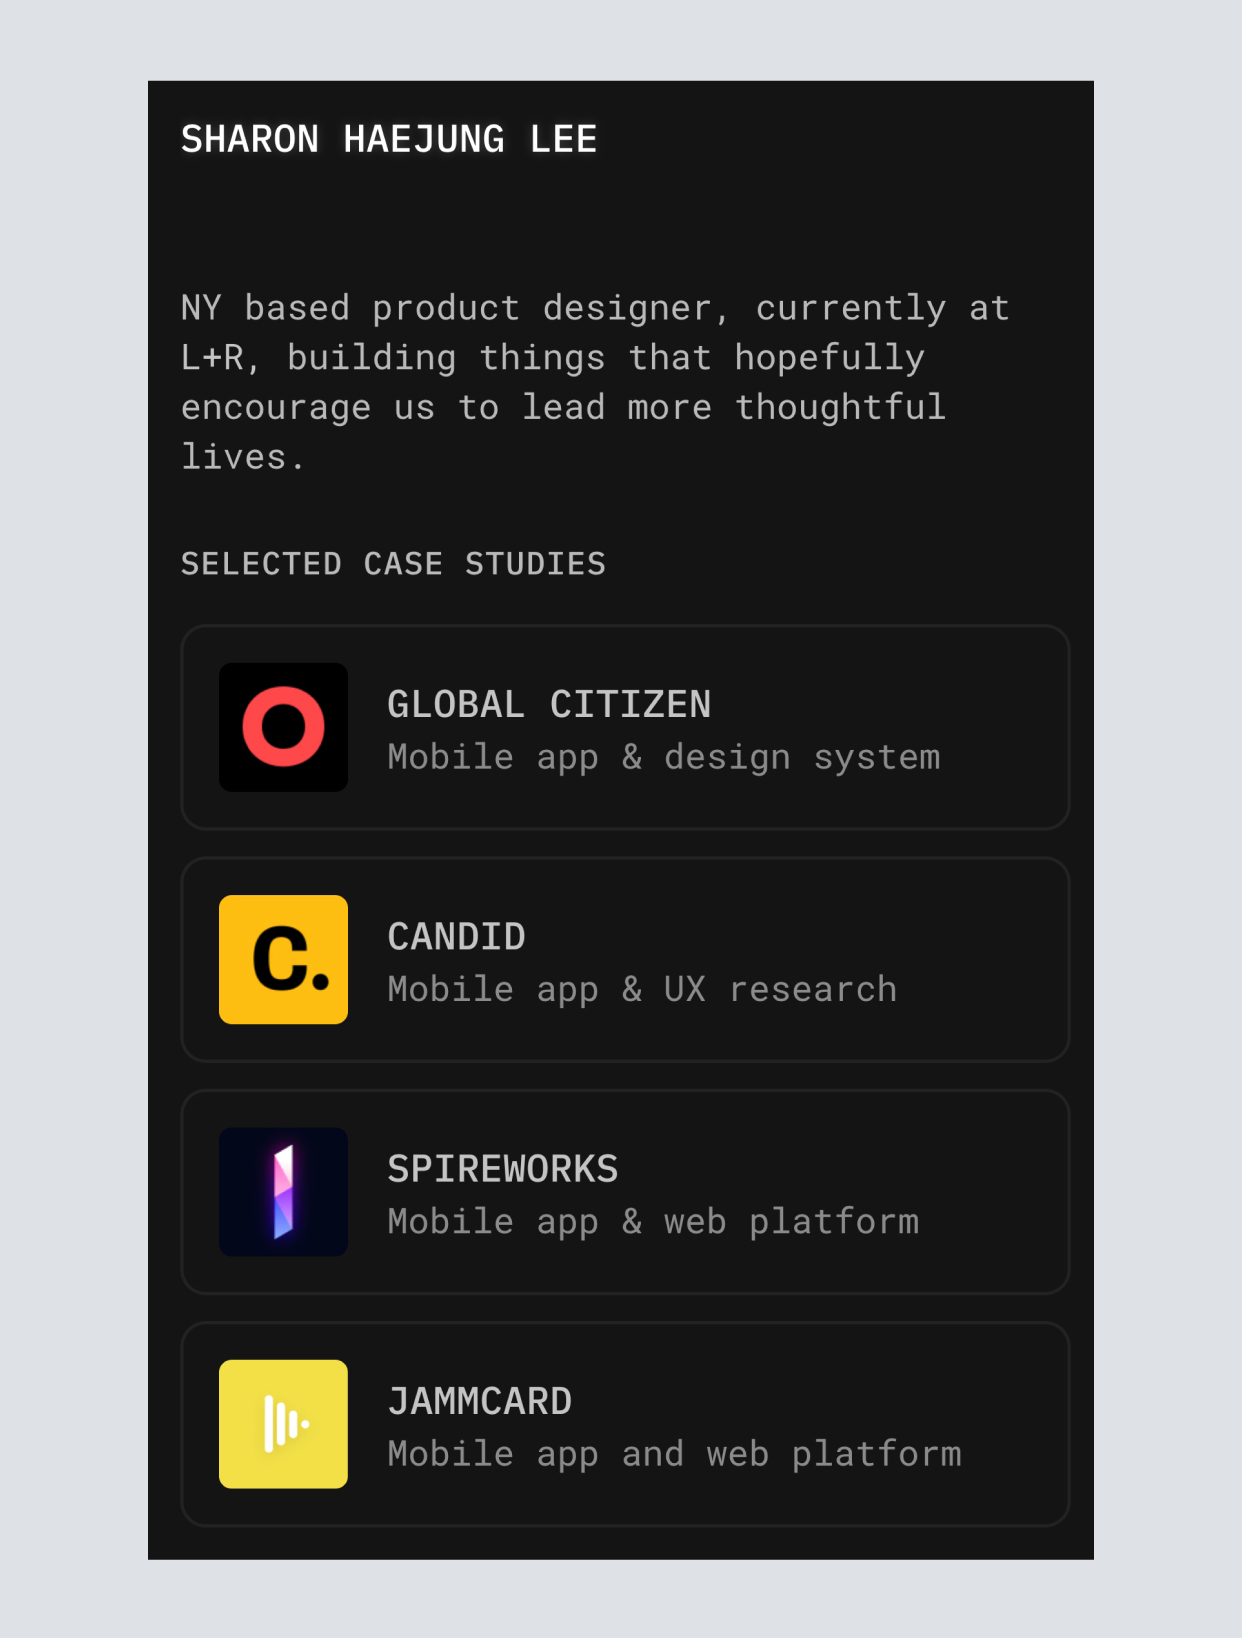 SHARON HAEJUNG LEE
NY based product designer, currently at
L+R, building things that hopefully
encourage us to lead more thoughtful
lives.
SELECTED CASE STUDIES
GLOBAL CITIZEN
Mobile app & design system
C.
CANDID
Mobile app & UX research
SPIREWORKS
Mobile app & web platform
JAMMCARD
Mobile app and web platform